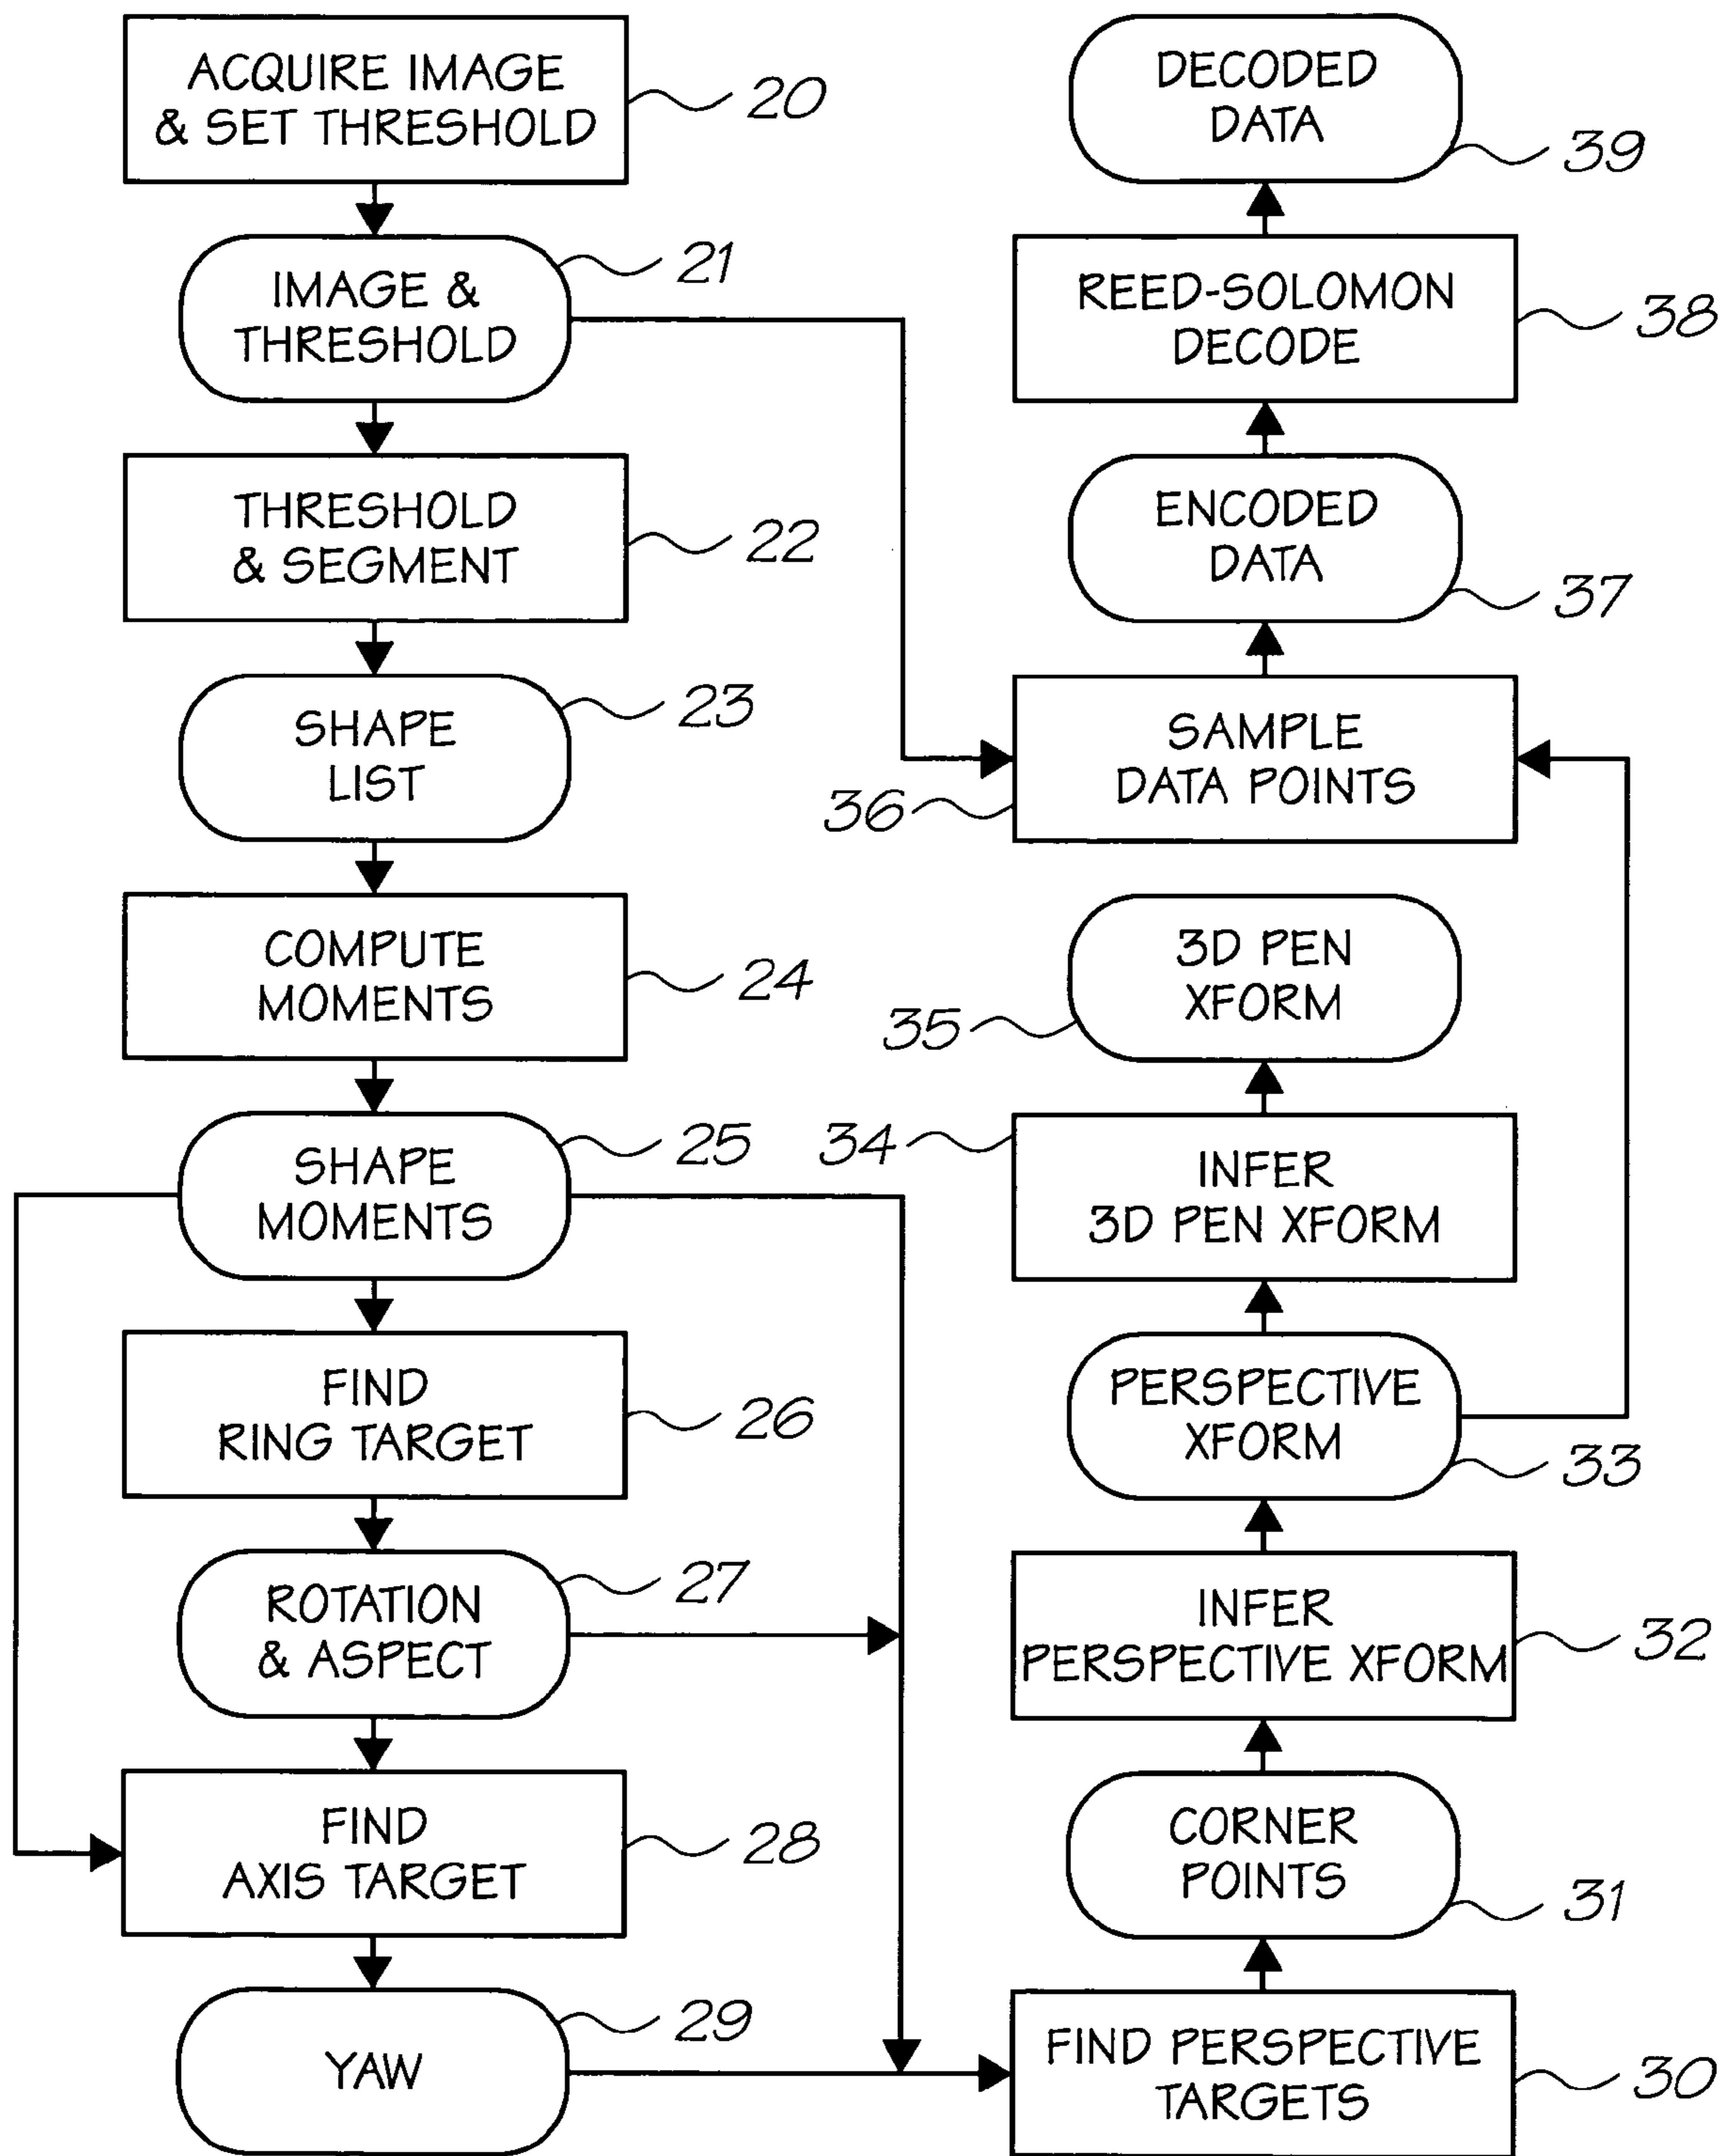 ACQUIRE IMAGE
& SET THRESHOLD
20
IMAGE &
THRESHOLD
21
THRESHOLD
& SEGMENT
22
SHAPE
LIST
23
COMPUTE
MOMENTS
24
SHAPE
MOMENTS
25
FIND
RING TARGET
26
ROTATION
& ASPECT
27
FIND
AXIS TARGET
28
YAW
29
DECODED
DATA
39
REED-SOLOMON
DECODE
38
ENCODED
DATA
37
SAMPLE
DATA POINTS
36
3D PEN
XFORM
35
INFER
3D PEN XFORM
34
PERSPECTIVE
XFORM
33
INFER
PERSPECTIVE XFORM
32
CORNER
POINTS
31
FIND PERSPECTIVE
TARGETS
30